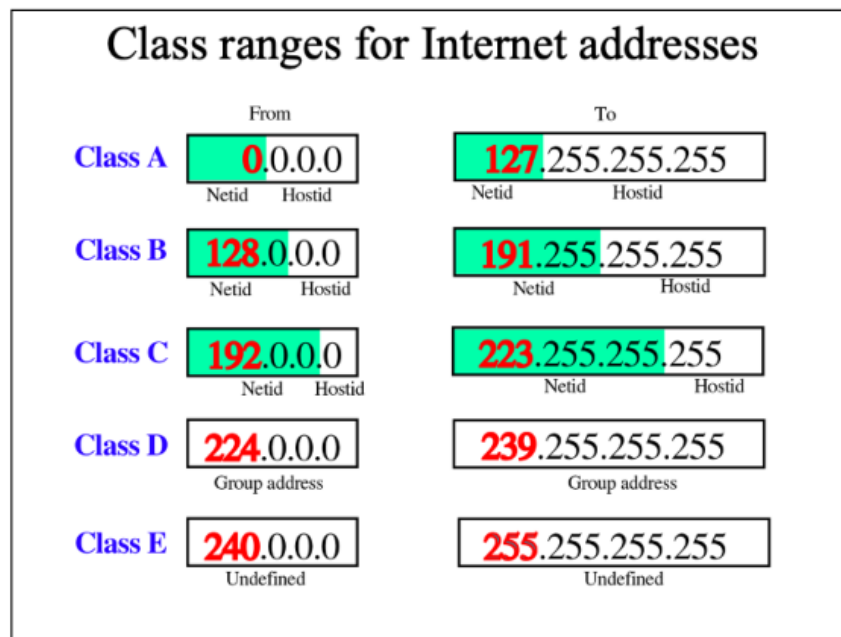 Class ranges for Internet addresses
From To
Class A 0.0.0.0 127.255.255.255
Netid Hostid Netid Hostid
Class B 128.0.0.0 191.255.255.255
Netid Hostid Netid Hostid
Class C 192.0.0.0 223.255.255.255
Netid Hostid Netid Hostid
Class D 224.0.0.0 239.255.255.255
Group address Group address
Class E 240.0.0.0 255.255.255.255
Undefined Undefined